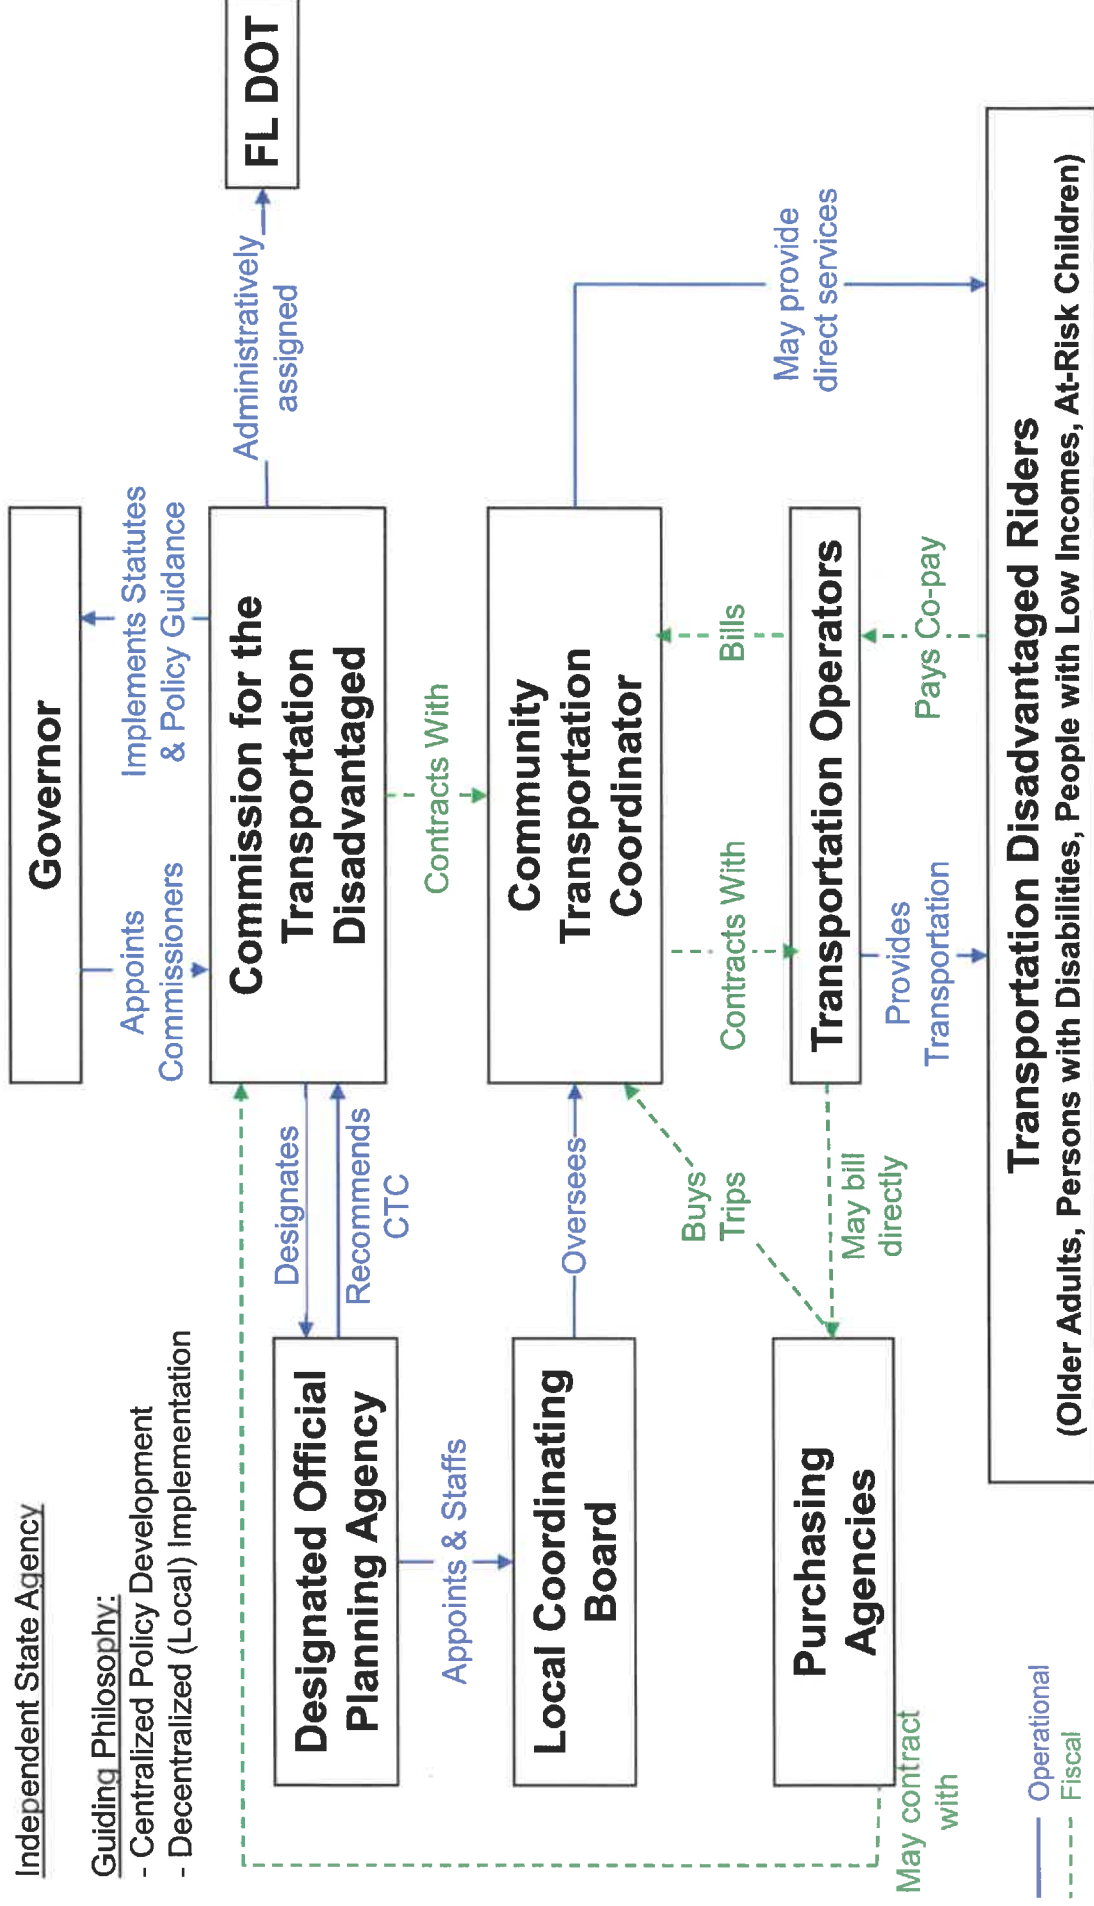 Independent State Agency
Guiding Philosophy:
- Centralized Policy Development
- Decentralized (Local) Implementation
Governor
Appoints
Commissioners
Implements Statutes
& Policy Guidance
Commission for the
Transportation
Disadvantaged
Administratively
assigned
FL DOT
Designates
Recommends
CTC
Designated Official
Planning Agency
Contracts With
Appoints & Staffs
Local Coordinating
Board
Oversees
Community
Transportation
Coordinator
May provide
direct services
Buys
Trips
Contracts With
Bills
Purchasing
Agencies
May bill
directly
Transportation Operators
May contract
with
Provides
Transportation
Pays Co-pay
Transportation Disadvantaged Riders
(Older Adults, Persons with Disabilities, People with Low Incomes, At-Risk Children)
Operational
Fiscal